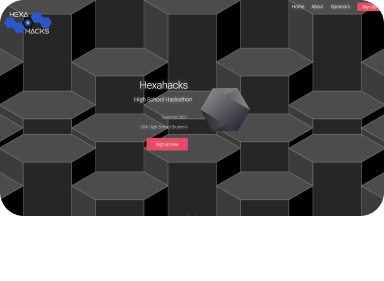 HEXA
HACKS
Home
About
Sponsors
Sign up
Hexahacks
High School Hackathon
Summer 2021
USA High School Students
Sign up now